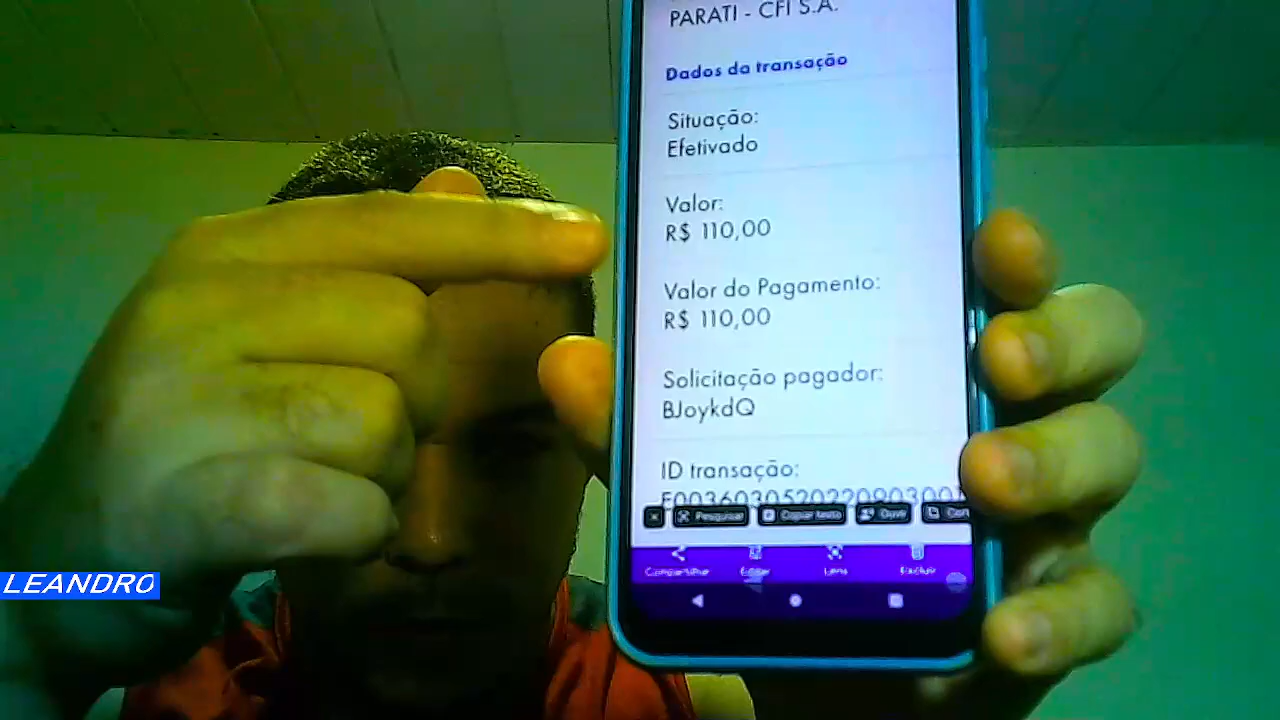 PARATI - CFI S.A.
Dados da transação
Situação:
Efetivado
Valor:
R$ 110,00
Valor do Pagamento:
R$ 110,00
Solicitação pagador:
BJoykdQ
ID transação:
Pesquisar Copiar texto Ouvir
Compartilhar Editar Lens Excluir
LEANDRO